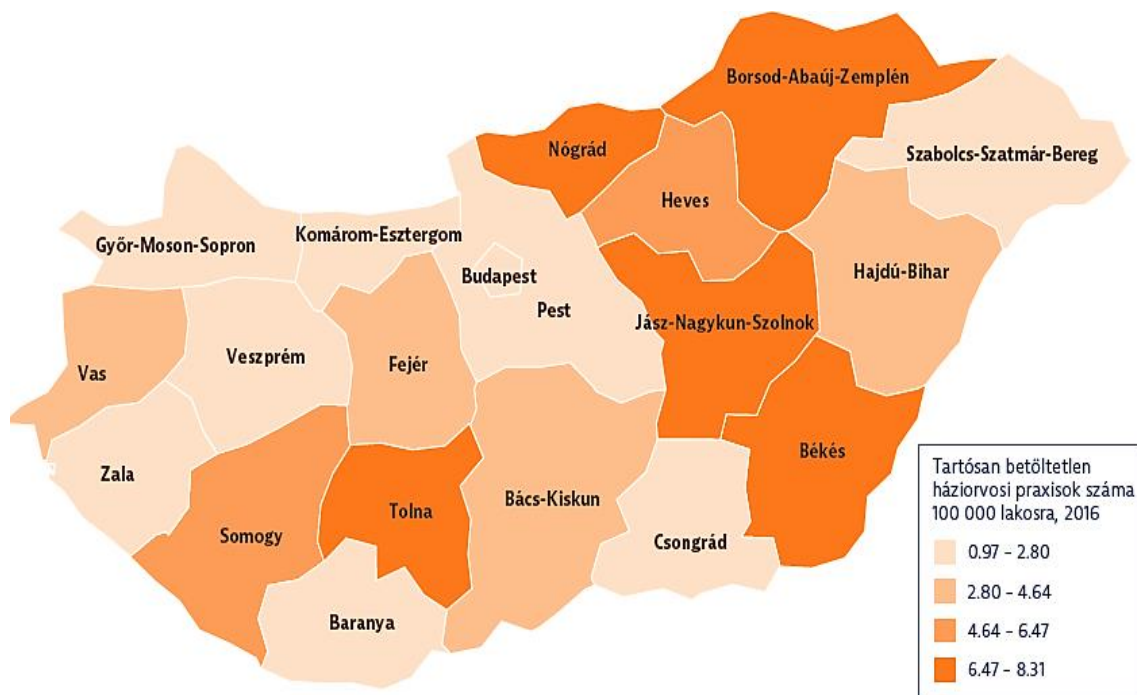 Borsod-Abaúj-Zemplén
Nógrád
Szabolcs-Szatmár-Bereg
Heves
Komárom-Esztergom
Győr-Moson-Sopron
Budapest
Hajdú-Bihar
Pest
Jász-Nagykun-Szolnok
Veszprém
Fejér
Vas
Békés
Zala
Bács-Kiskun
Tolna
Somogy
Csongrád
Baranya
Tartósan betöltetlen
háziorvosi praxisok száma
100 000 lakosra, 2016
0.97 – 2.80
2.80 – 4.64
4.64 – 6.47
6.47 – 8.31